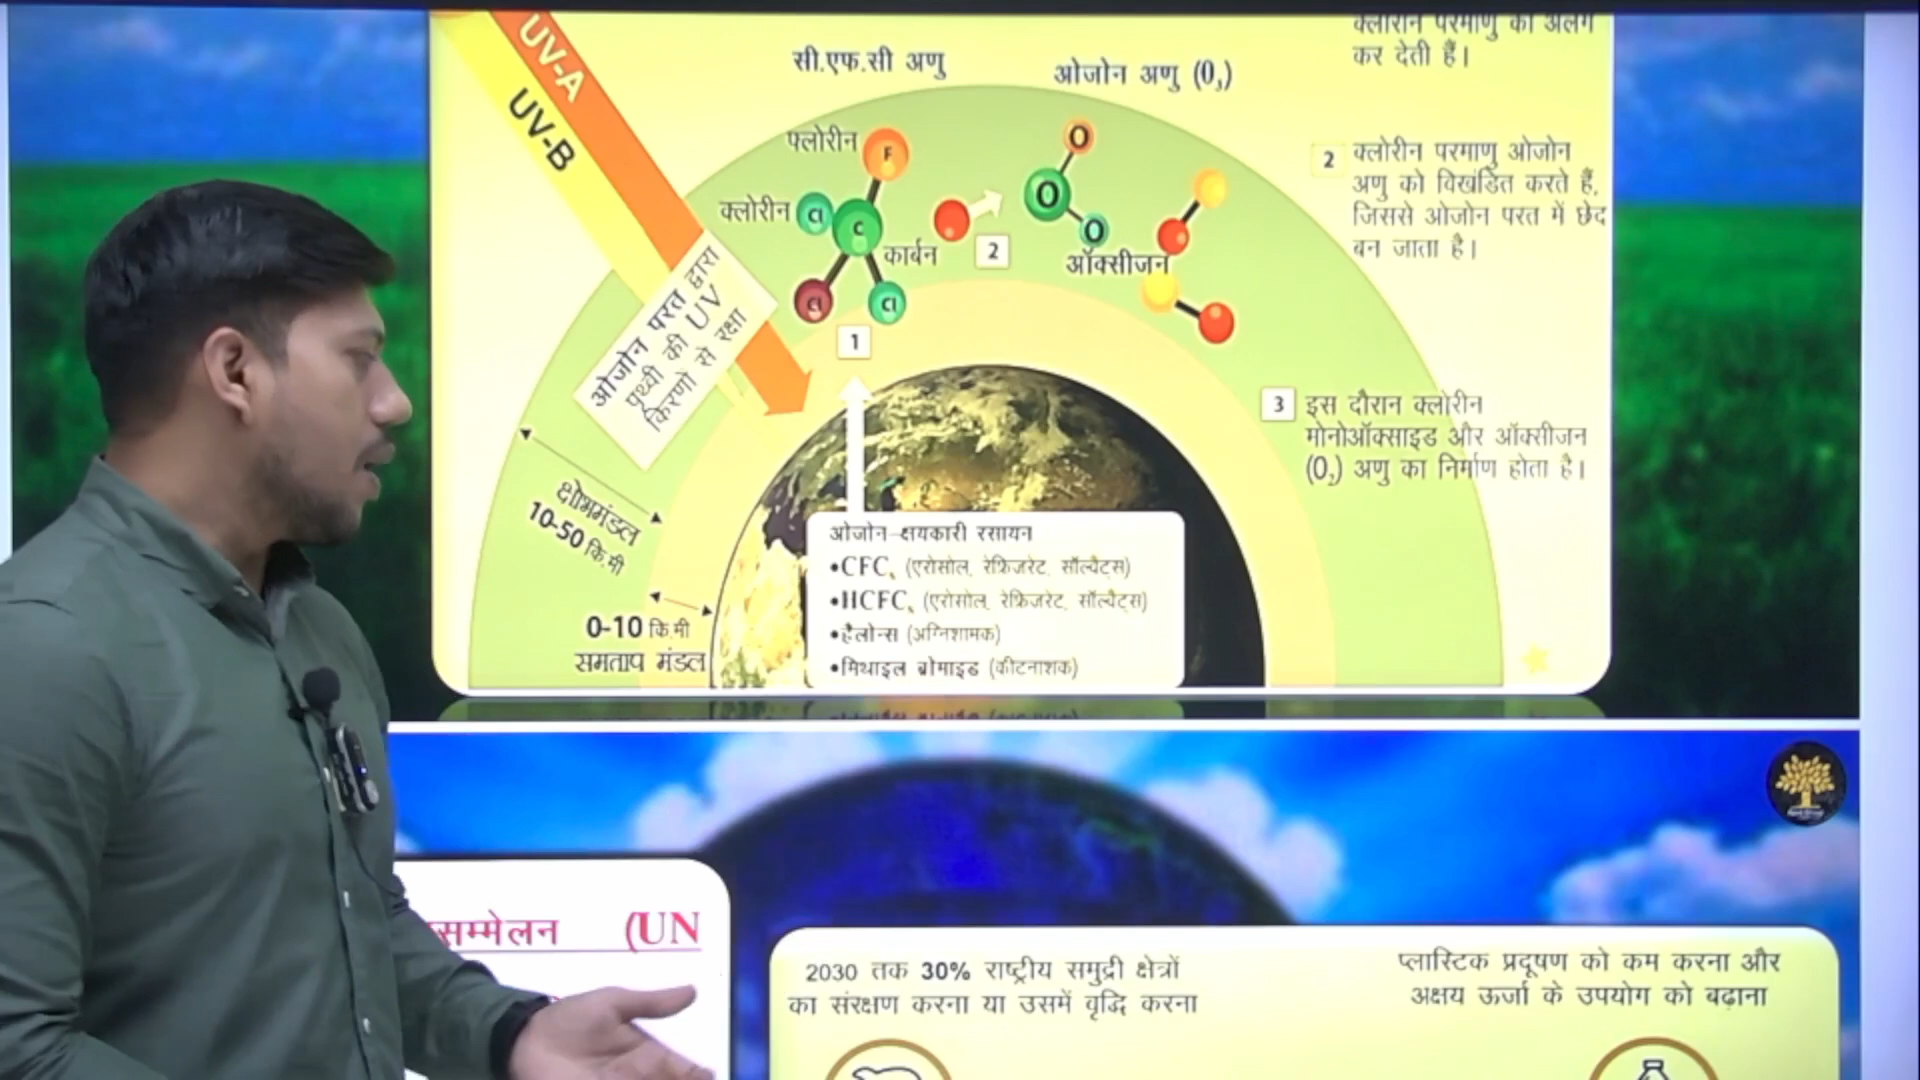 UV-A
UV-B
सी.एफ.सी अणु
ओजोन अणु (O₃)
फ्लोरीन
F
क्लोरीन
Cl
C
कार्बन
Cl
Cl
1
2
O
O
O
ऑक्सीजन
ओजोन परत द्वारा
पृथ्वी की UV
किरणो से रक्षा
क्षोभमंडल
10-50 कि.मी
0-10 कि.मी
समताप मंडल
ओजोन-क्षयकारी रसायन
•CFCs (एरोसोल, रेफ्रिजरेट, सॉल्वैंट्स)
•HCFCs (एरोसोल, रेफ्रिजरेट, सॉल्वैंट्स)
•हैलोन्स (अग्निशामक)
•मिथाइल ब्रोमाइड (कीटनाशक)
क्लोरीन परमाणु को अलग
कर देती हैं।
2 क्लोरीन परमाणु ओजोन
अणु को विखंडित करते हैं,
जिससे ओजोन परत में छेद
बन जाता है।
3 इस दौरान क्लोरीन
मोनोऑक्साइड और ऑक्सीजन
(O₂) अणु का निर्माण होता है।
सम्मेलन (UN
2030 तक 30% राष्ट्रीय समुद्री क्षेत्रों
का संरक्षण करना या उसमें वृद्धि करना
प्लास्टिक प्रदूषण को कम करना और
अक्षय ऊर्जा के उपयोग को बढ़ाना